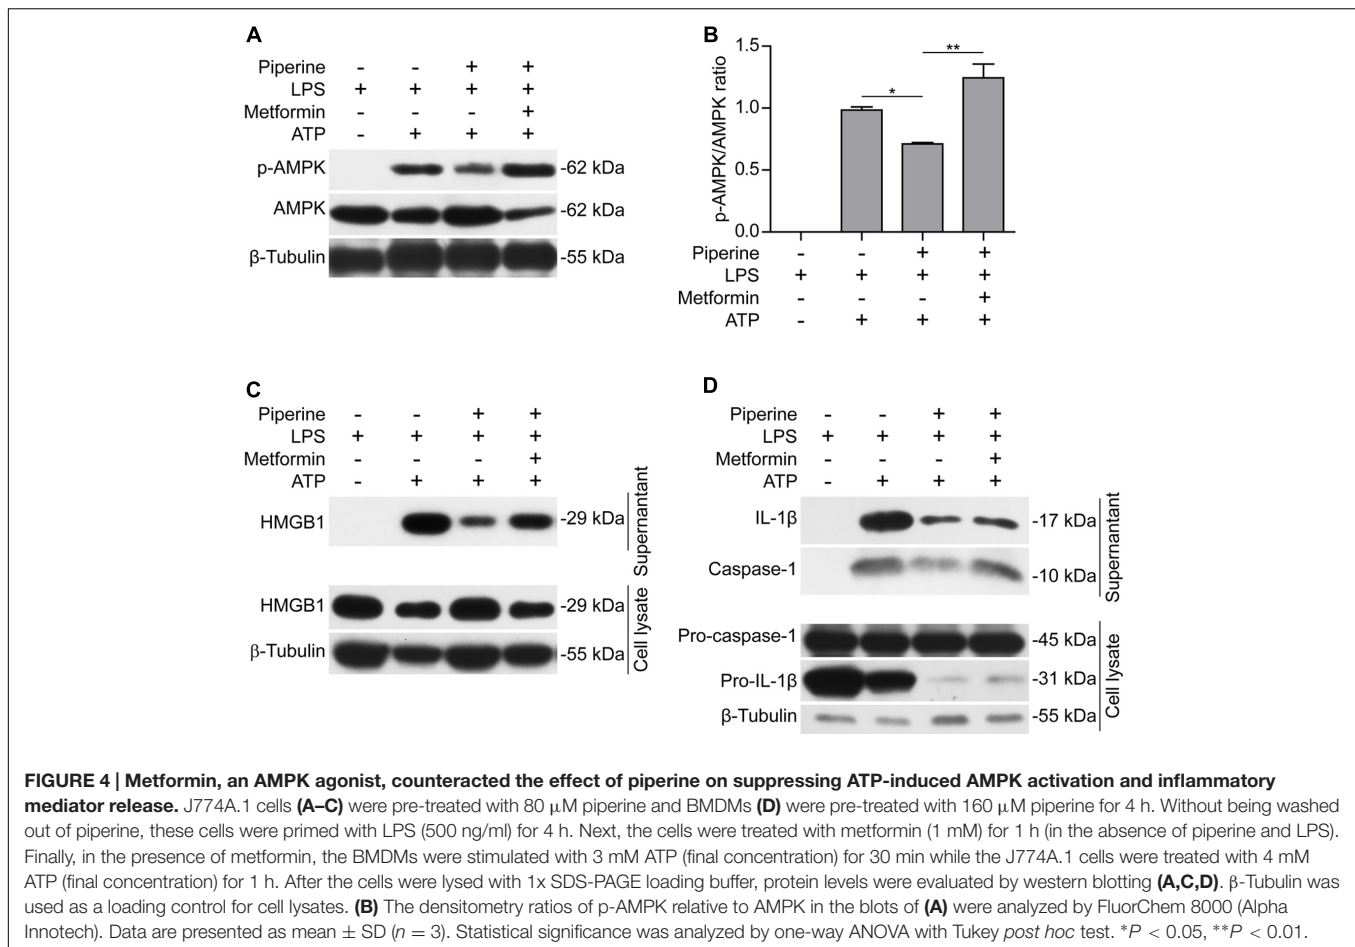 A
Piperine - - + +
LPS + + + +
Metformin - - - +
ATP - + + +
p-AMPK -62 kDa
AMPK -62 kDa
β-Tubulin -55 kDa
B
p-AMPK/AMPK ratio
1.5
1.0
0.5
0.0
*
**
Piperine - - + +
LPS + + + +
Metformin - - - +
ATP - + + +
C
Piperine - - + +
LPS + + + +
Metformin - - - +
ATP - + + +
HMGB1 -29 kDa
Supernantant
HMGB1 -29 kDa
β-Tubulin -55 kDa
Cell lysate
D
Piperine - - + +
LPS + + + +
Metformin - - - +
ATP - + + +
IL-1β -17 kDa
Caspase-1 -10 kDa
Supernantant
Pro-caspase-1 -45 kDa
Pro-IL-1β -31 kDa
β-Tubulin -55 kDa
Cell lysate
FIGURE 4 | Metformin, an AMPK agonist, counteracted the effect of piperine on suppressing ATP-induced AMPK activation and inflammatory
mediator release. J774A.1 cells (A–C) were pre-treated with 80 μM piperine and BMDMs (D) were pre-treated with 160 μM piperine for 4 h. Without being washed
out of piperine, these cells were primed with LPS (500 ng/ml) for 4 h. Next, the cells were treated with metformin (1 mM) for 1 h (in the absence of piperine and LPS).
Finally, in the presence of metformin, the BMDMs were stimulated with 3 mM ATP (final concentration) for 30 min while the J774A.1 cells were treated with 4 mM
ATP (final concentration) for 1 h. After the cells were lysed with 1x SDS-PAGE loading buffer, protein levels were evaluated by western blotting (A,C,D). β-Tubulin was
used as a loading control for cell lysates. (B) The densitometry ratios of p-AMPK relative to AMPK in the blots of (A) were analyzed by FluorChem 8000 (Alpha
Innotech). Data are presented as mean ± SD (n = 3). Statistical significance was analyzed by one-way ANOVA with Tukey post hoc test. *P < 0.05, **P < 0.01.